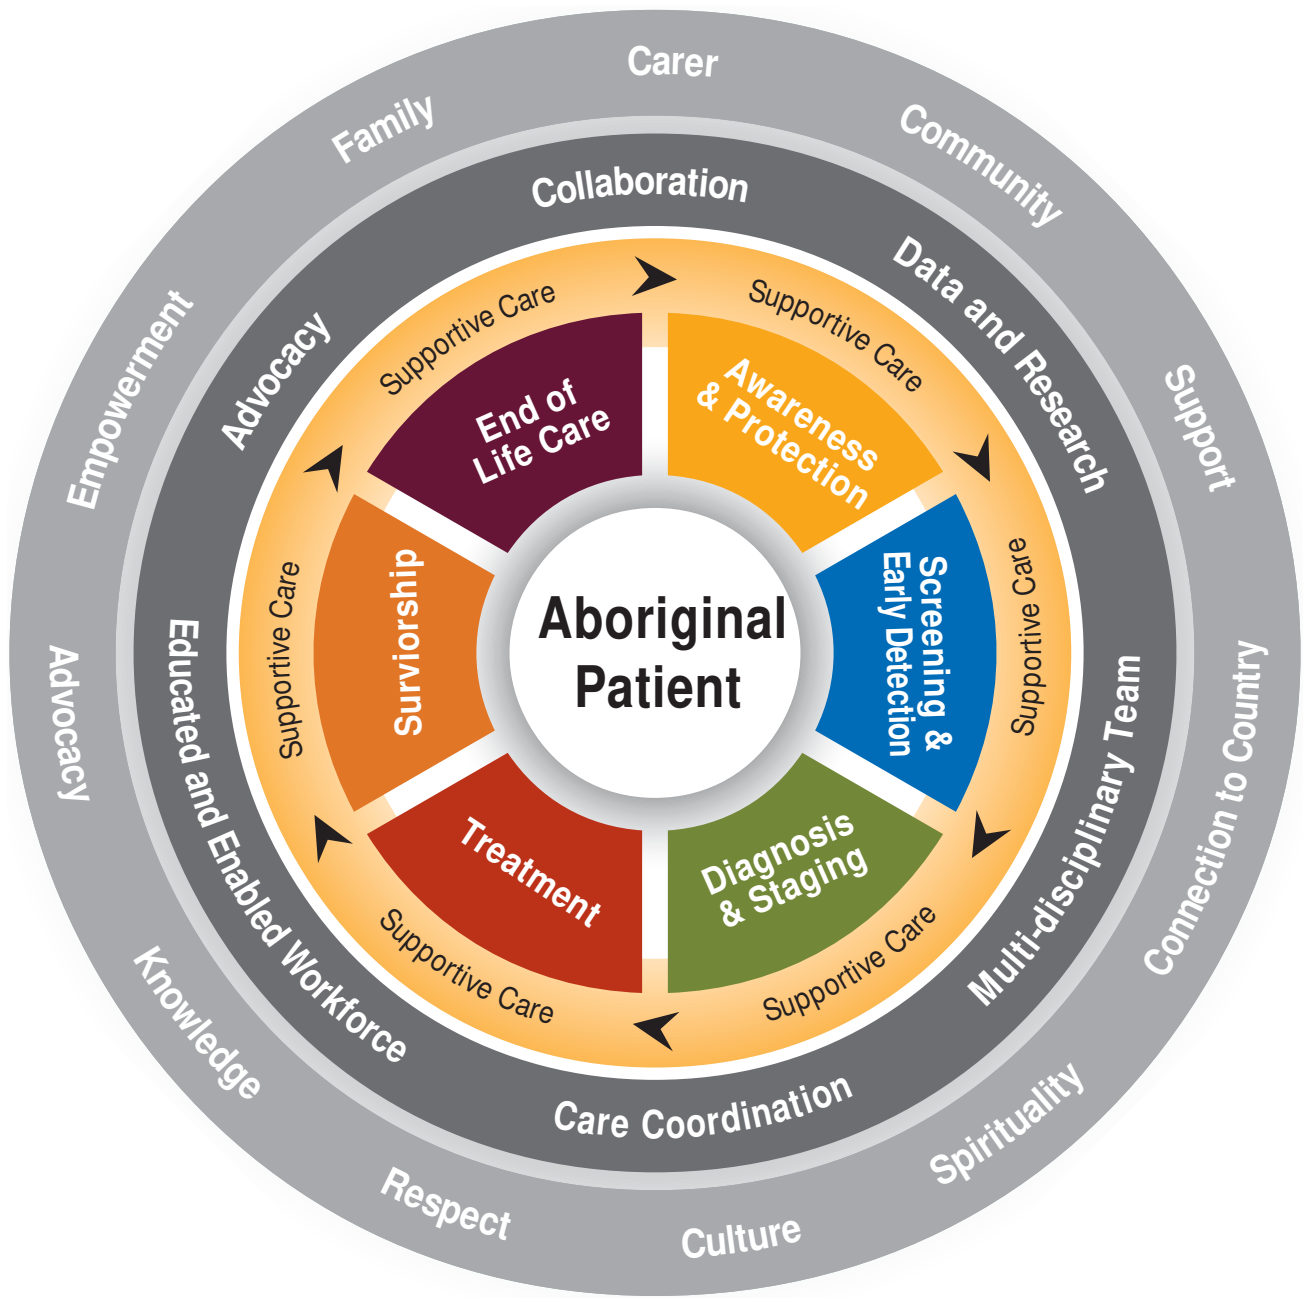 Carer
Community
Support
Connection to Country
Spirituality
Culture
Respect
Knowledge
Advocacy
Empowerment
Family
Collaboration
Data and Research
Multi-disciplinary Team
Care Coordination
Educated and Enabled Workforce
Advocacy
Supportive Care
Supportive Care
Supportive Care
Supportive Care
Supportive Care
Supportive Care
Awareness
& Protection
Screening &
Early Detection
Diagnosis
& Staging
Treatment
Surviorship
End of
Life Care
Aboriginal
Patient